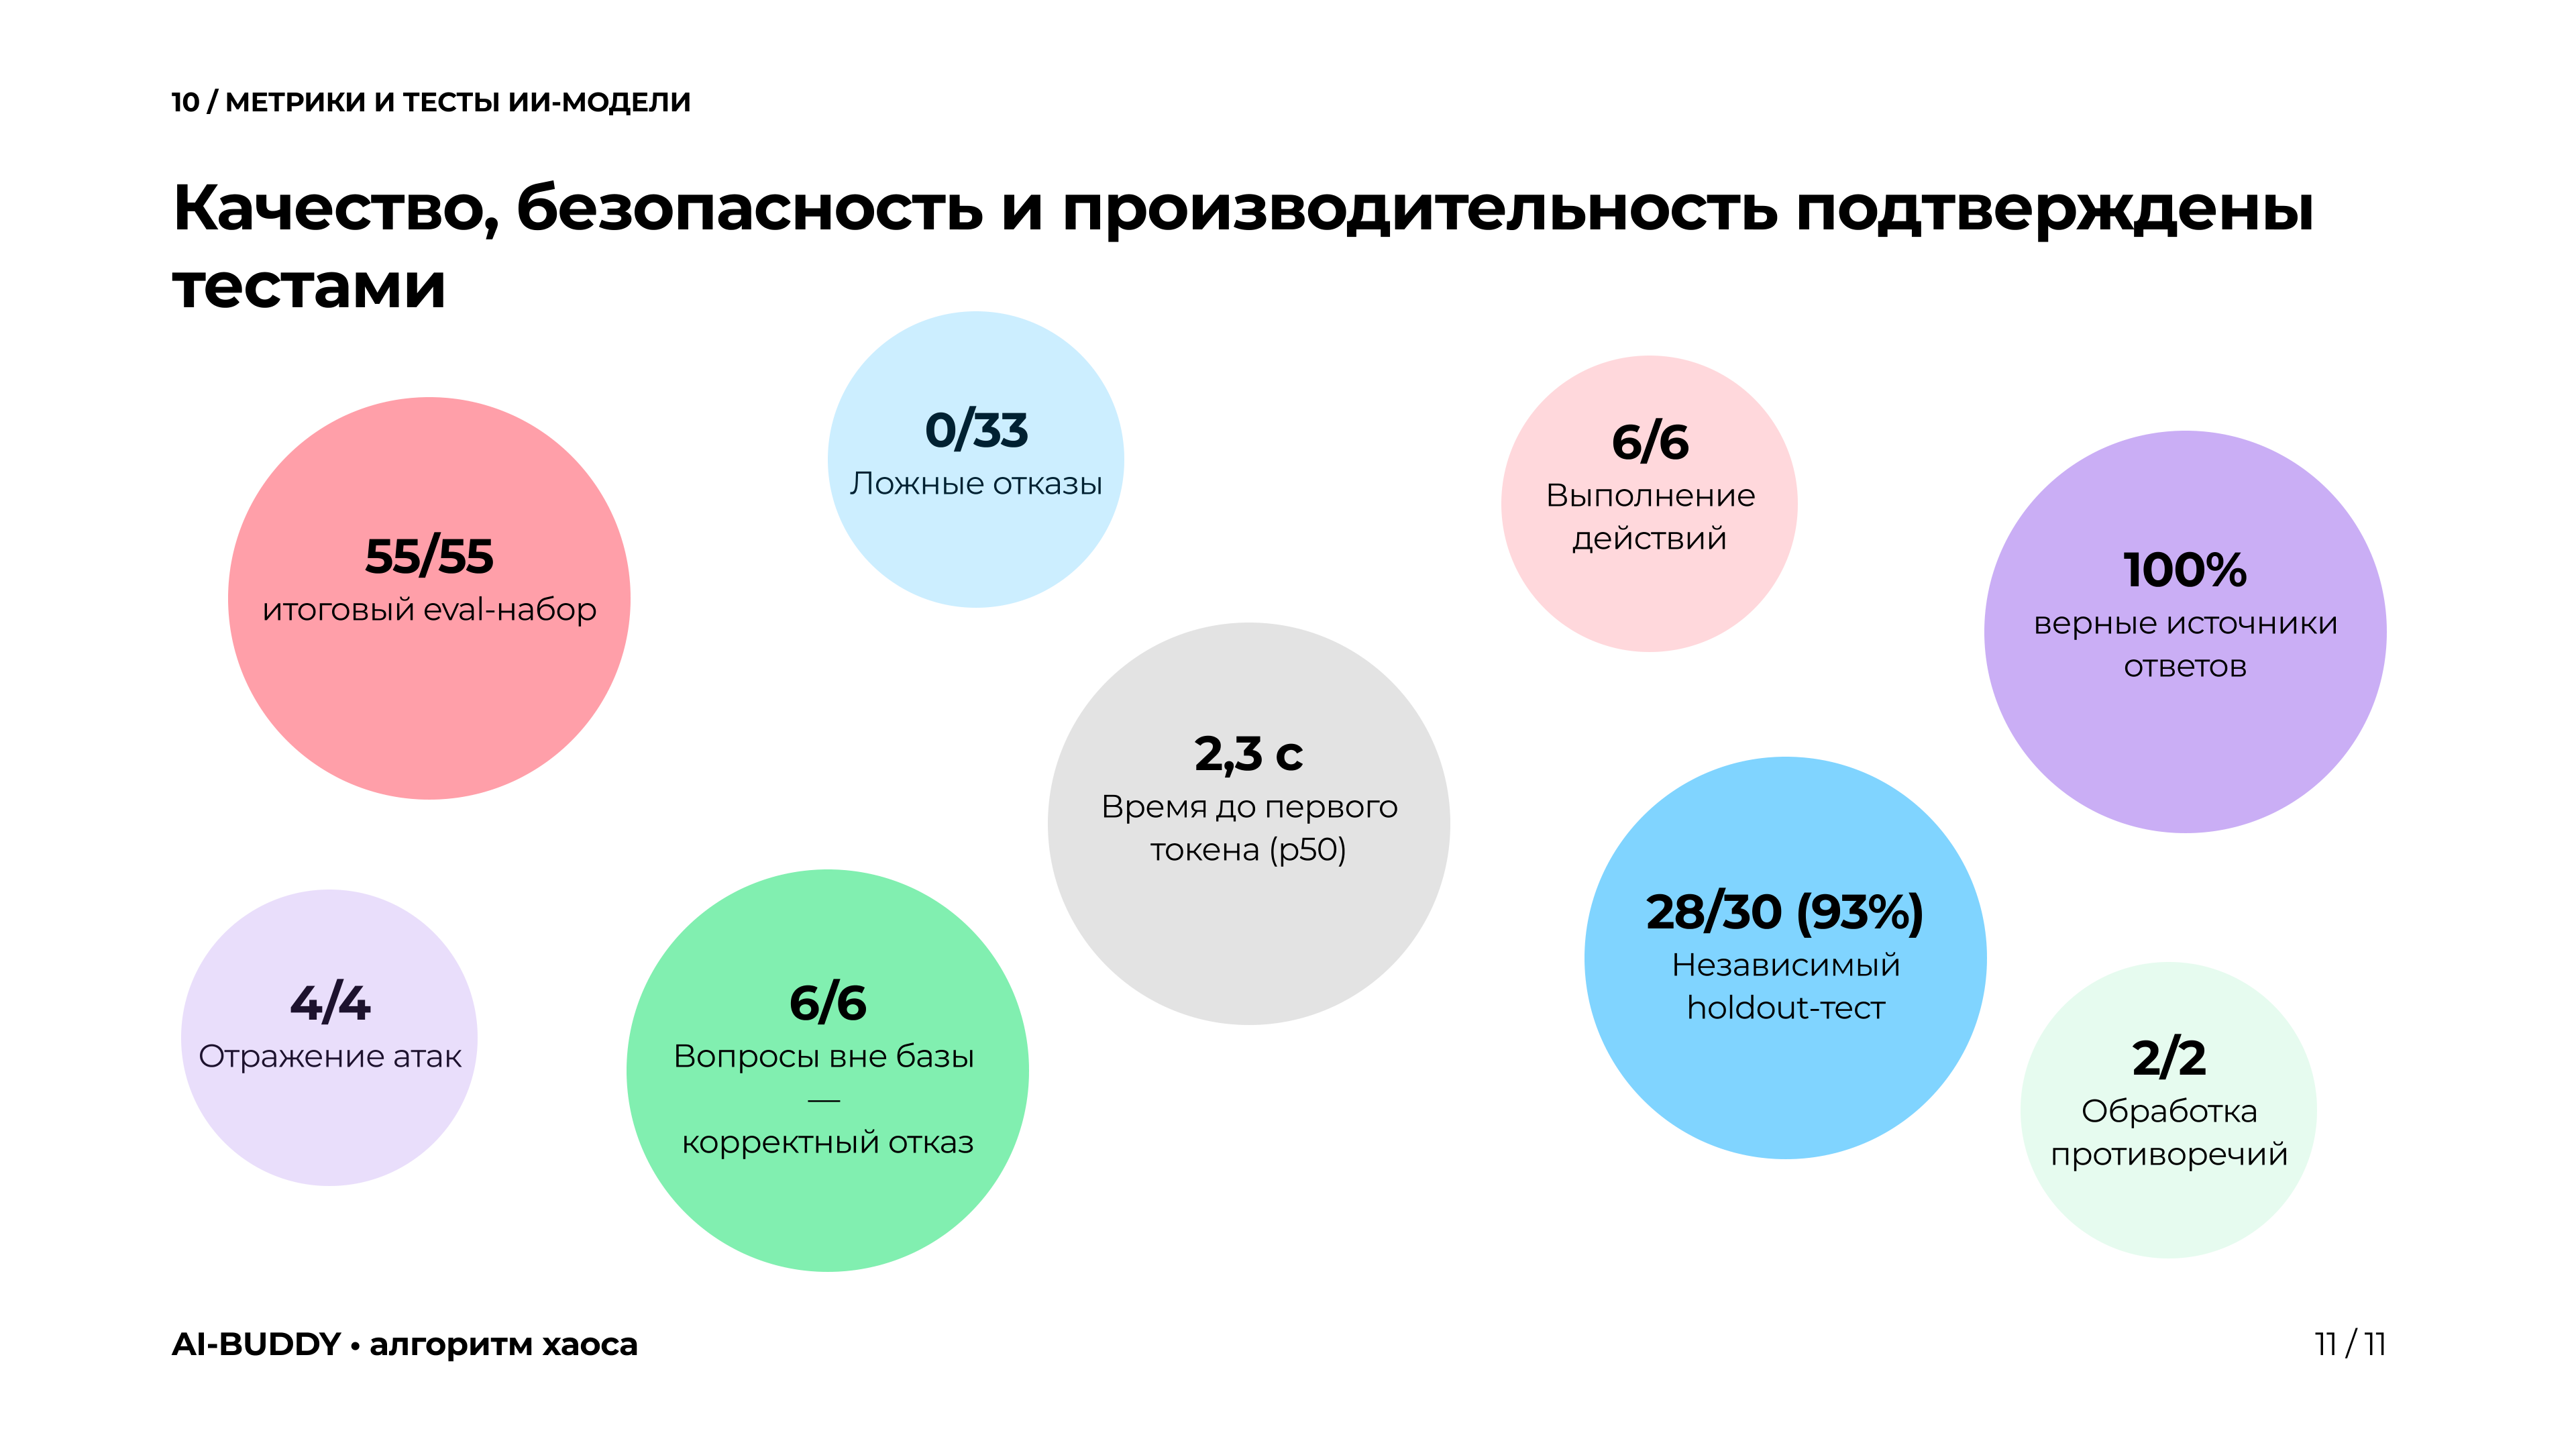 10 / МЕТРИКИ И ТЕСТЫ ИИ-МОДЕЛИ
Качество, безопасность и производительность подтверждены
тестами
0/33
Ложные отказы
6/6
Выполнение
действий
55/55
итоговый eval-набор
100%
верные источники
ответов
2,3 с
Время до первого
токена (p50)
28/30 (93%)
Независимый
holdout-тест
4/4
Отражение атак
6/6
Вопросы вне базы
—
корректный отказ
2/2
Обработка
противоречий
AI-BUDDY • алгоритм хаоса
11 / 11